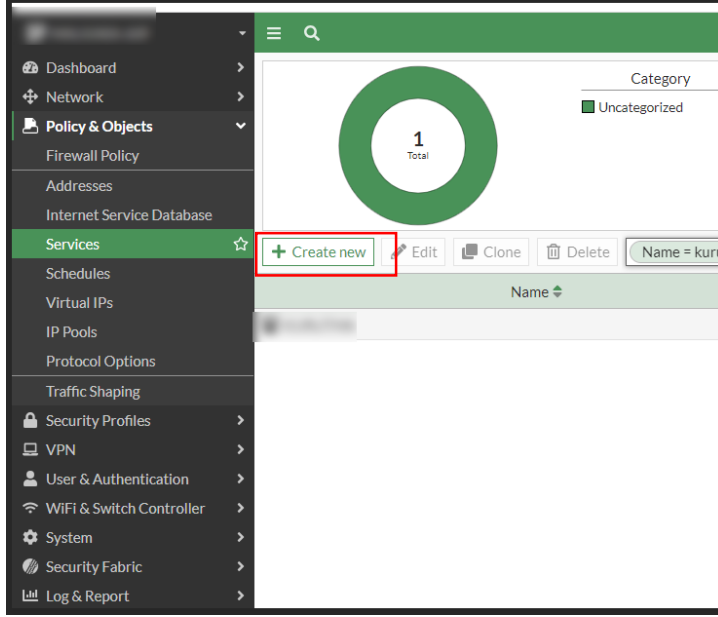 Dashboard
Network
Policy & Objects
Firewall Policy
Addresses
Internet Service Database
Services
Schedules
Virtual IPs
IP Pools
Protocol Options
Traffic Shaping
Security Profiles
VPN
User & Authentication
WiFi & Switch Controller
System
Security Fabric
Log & Report
Category
Uncategorized
1
Total
+ Create new Edit Clone Delete Name = kuru
Name